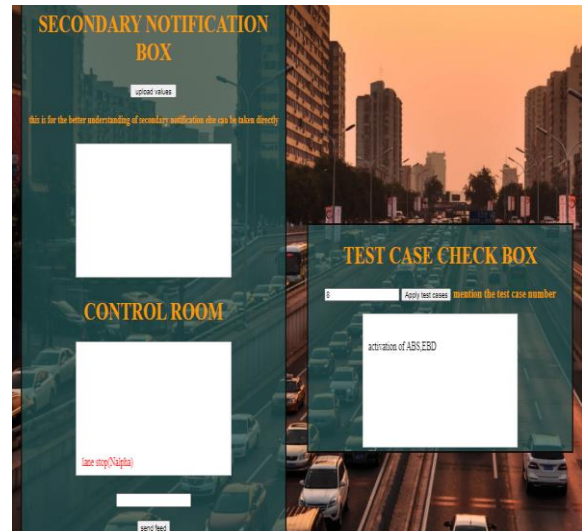 SECONDARY NOTIFICATION
BOX
upload values
this is for the better understanding of secondary notification else can be taken directly
CONTROL ROOM
lane stop(Nalpha)
send feed
TEST CASE CHECK BOX
6 Apply test cases mention the test case number
activation of ABS,EBD